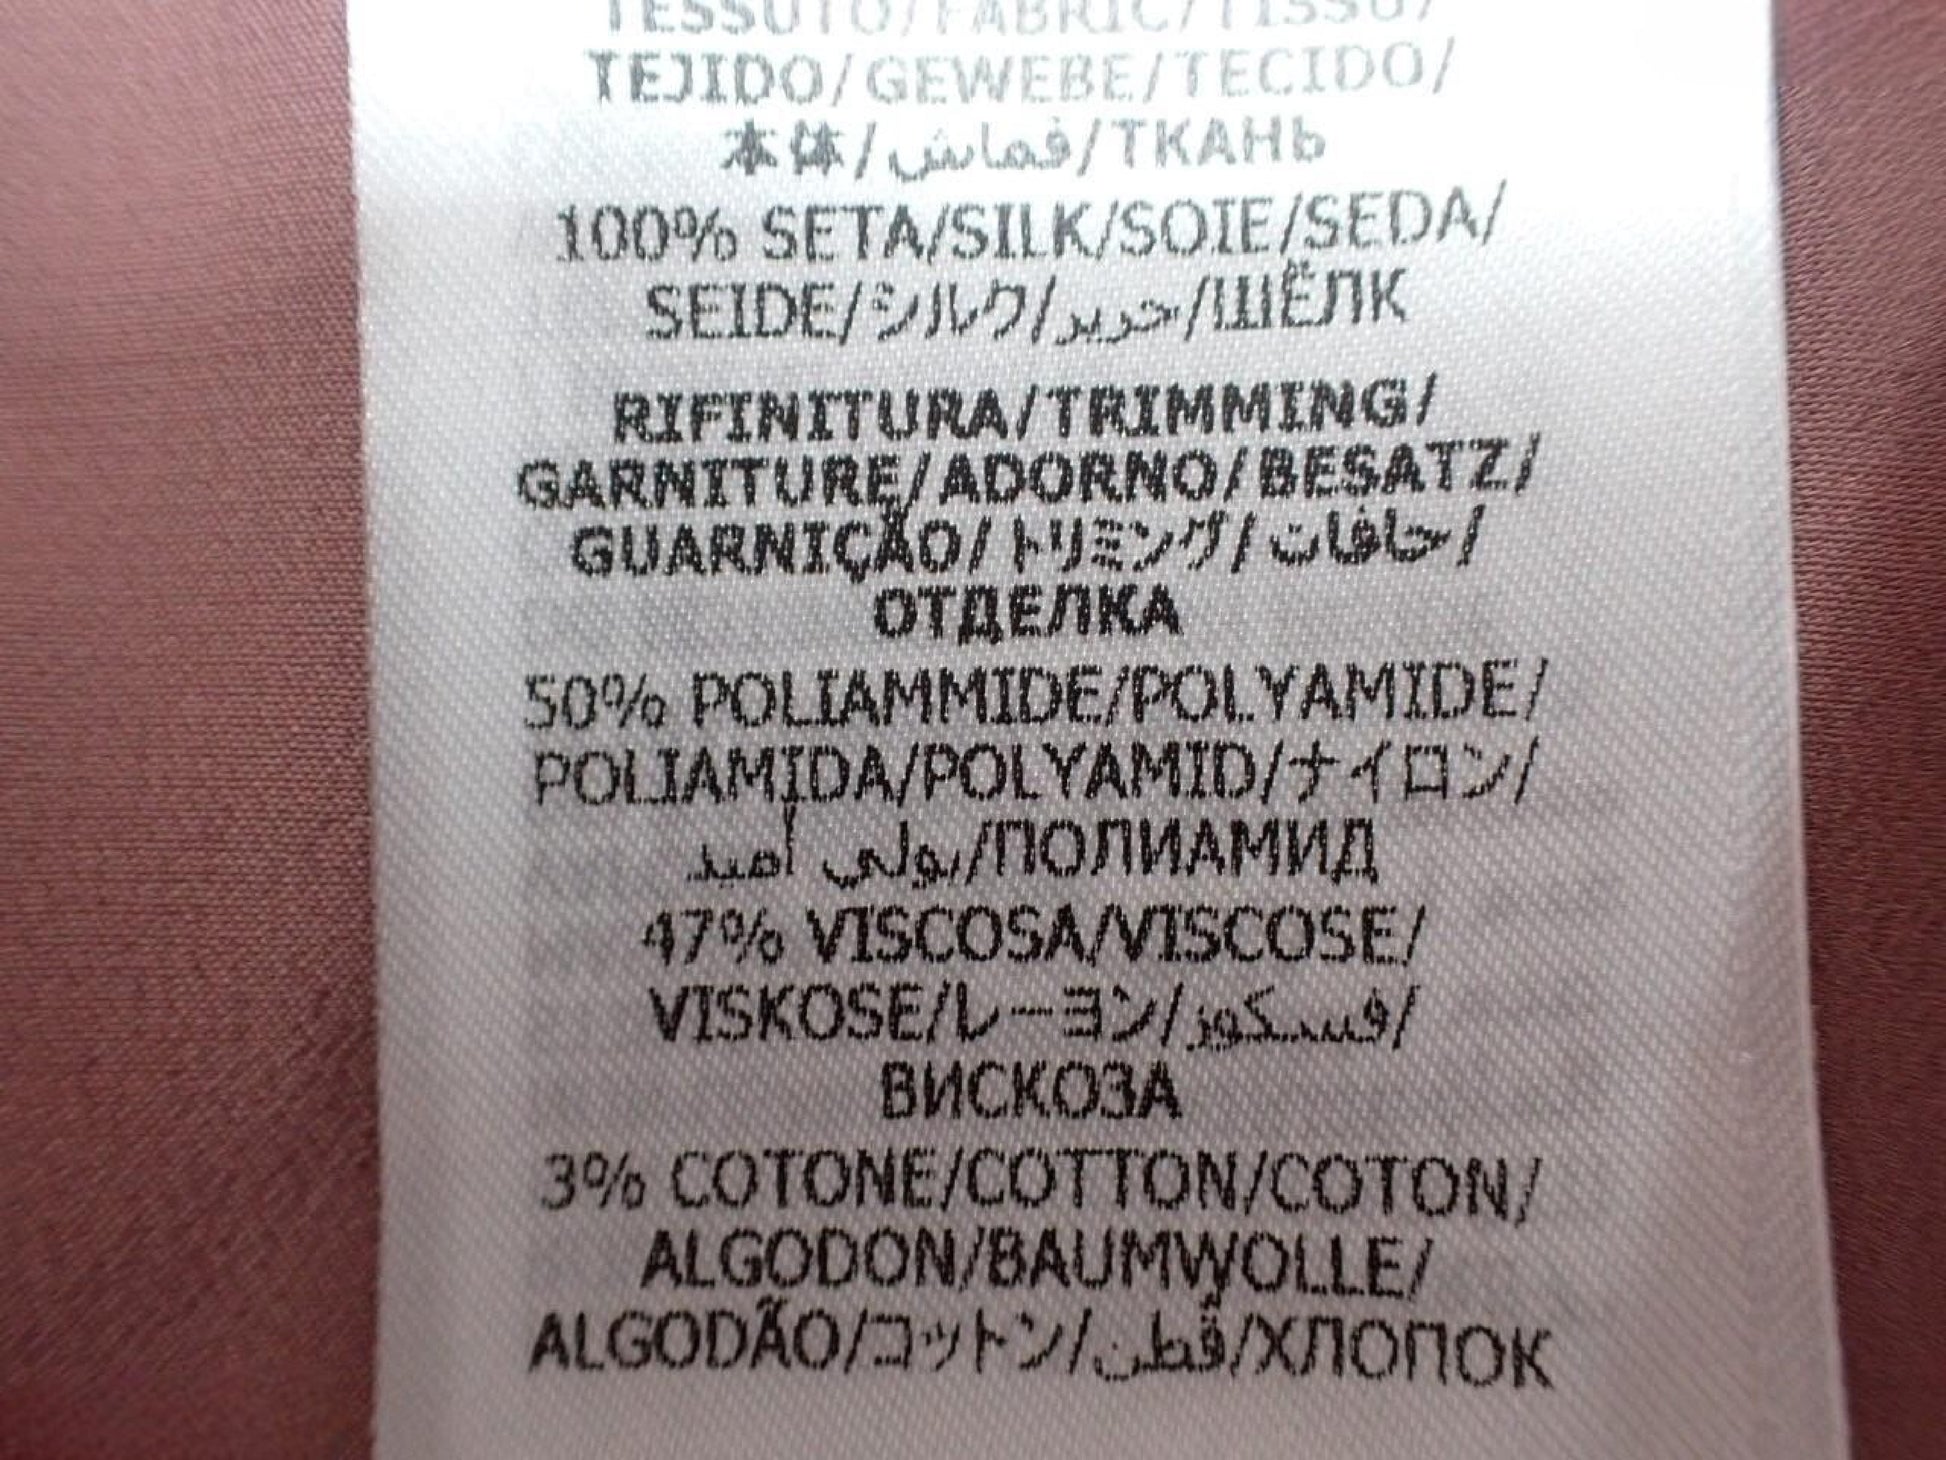 TESSUTO/FABRIC/TISSU/
TEJIDO/GEWEBE/TECIDO/
本体/قماش/ТКАНЬ
100% SETA/SILK/SOIE/SEDA/
SEIDE/シルク/حرير/ШЁЛК
RIFINITURA/TRIMMING/
GARNITURE/ADORNO/BESATZ/
GUARNIÇÃO/トリミング/حافات/
ОТДЕЛКА
50% POLIAMMIDE/POLYAMIDE/
POLIAMIDA/POLYAMID/ナイロン/
بولي أميد/ПОЛИАМИД
47% VISCOSA/VISCOSE/
VISKOSE/レーヨン/فسكوز/
ВИСКОЗА
3% COTONE/COTTON/COTON/
ALGODON/BAUMWOLLE/
ALGODÃO/コットン/قطن/ХЛОПОК